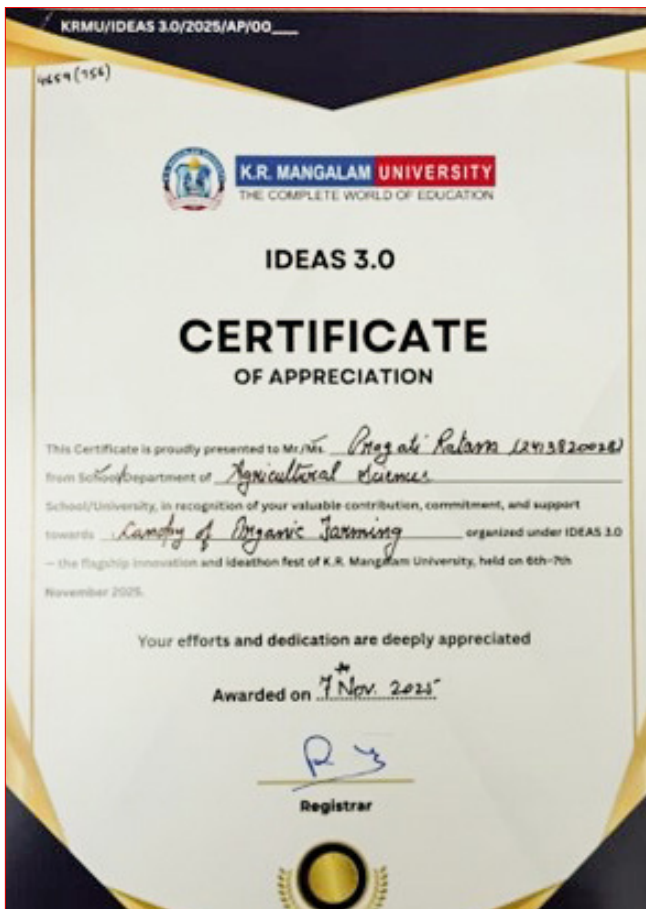 KRMU/IDEAS 3.0/2025/AP/00___
4659(756)
K.R. MANGALAM UNIVERSITY
THE COMPLETE WORLD OF EDUCATION
IDEAS 3.0
CERTIFICATE
OF APPRECIATION
This Certificate is proudly presented to Mr./Ms. Pragati Ratam (2413820028)
from School/Department of Agricultural Sciences
School/University, in recognition of your valuable contribution, commitment, and support
towards Canopy of Organic Farming organized under IDEAS 3.0
– the flagship innovation and ideathon fest of K.R. Mangalam University, held on 6th-7th
November 2025.
Your efforts and dedication are deeply appreciated
Awarded on 7th Nov. 2025
Registrar